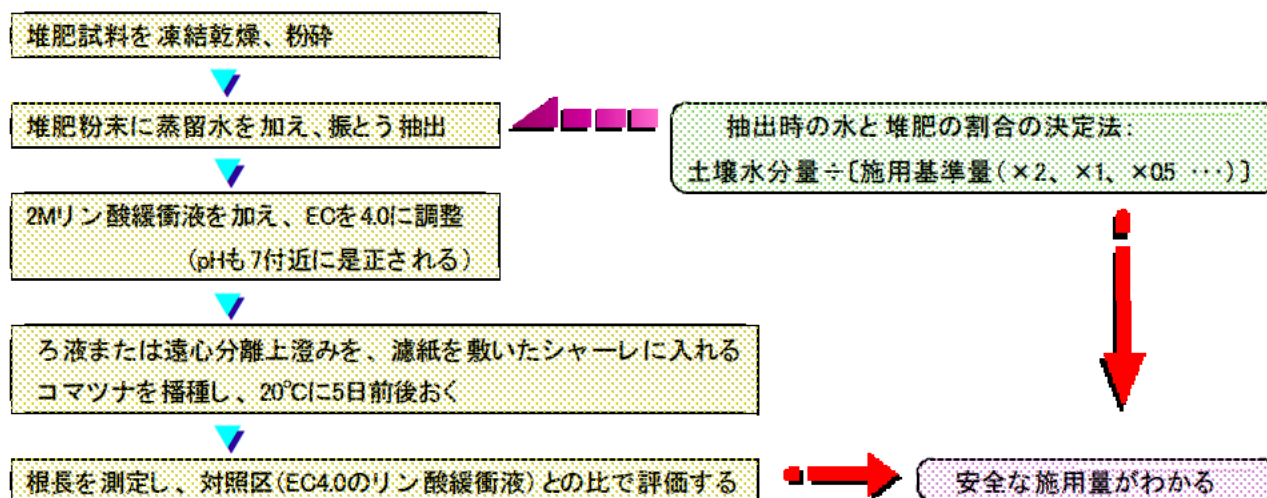 堆肥試料を凍結乾燥、粉砕
堆肥粉末に蒸留水を加え、振とう抽出
抽出時の水と堆肥の割合の決定法:
土壌水分量÷〔施用基準量(×2、×1、×05 …)〕
2Mリン酸緩衝液を加え、ECを4.0に調整
(pHも7付近に是正される)
ろ液または遠心分離上澄みを、濾紙を敷いたシャーレに入れる
コマツナを播種し、20℃に5日前後おく
根長を測定し、対照区(EC4.0のリン酸緩衝液)との比で評価する
安全な施用量がわかる